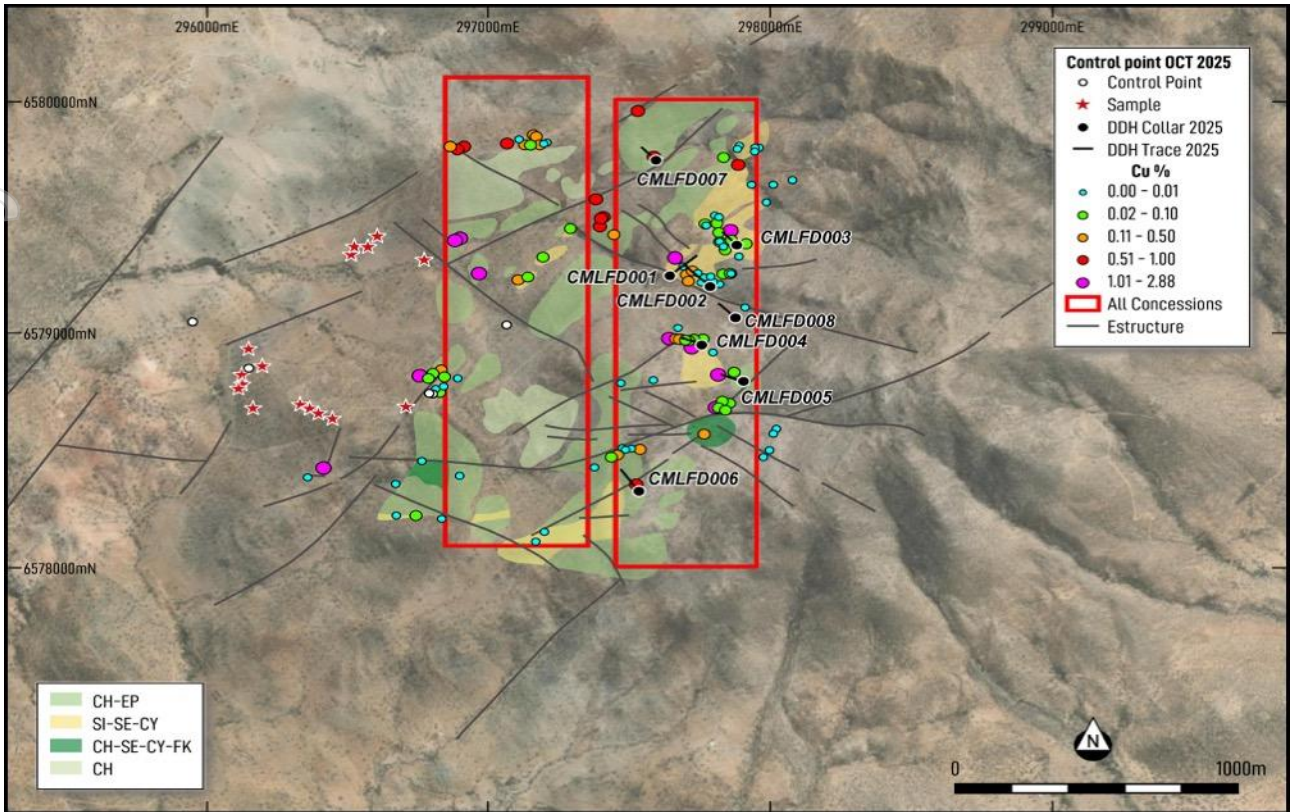 296000mE
297000mE
298000mE
299000mE
6580000mN
6579000mN
6578000mN
Control point OCT 2025
Control Point
Sample
DDH Collar 2025
DDH Trace 2025
Cu %
0.00 - 0.01
0.02 - 0.10
0.11 - 0.50
0.51 - 1.00
1.01 - 2.88
All Concessions
Estructure
CMLFD007
CMLFD003
CMLFD001
CMLFD002
CMLFD008
CMLFD004
CMLFD005
CMLFD006
CH-EP
SI-SE-CY
CH-SE-CY-FK
CH
N
0
1000m